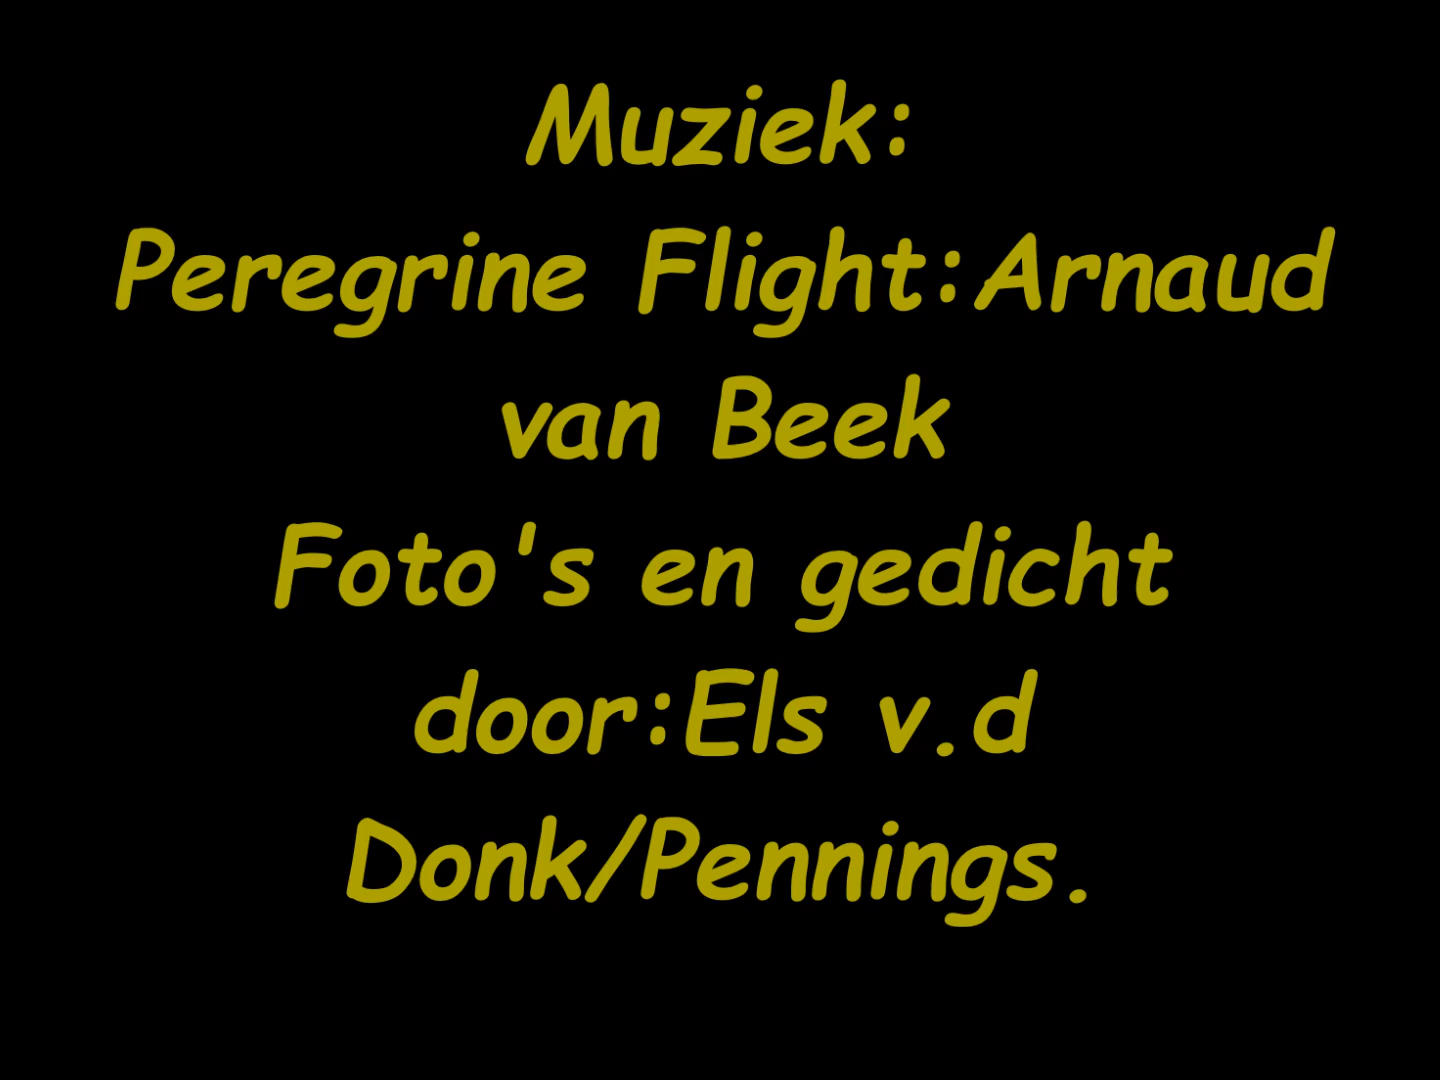 Muziek:
Peregrine Flight:Arnaud
van Beek
Foto's en gedicht
door:Els v.d
Donk/Pennings.